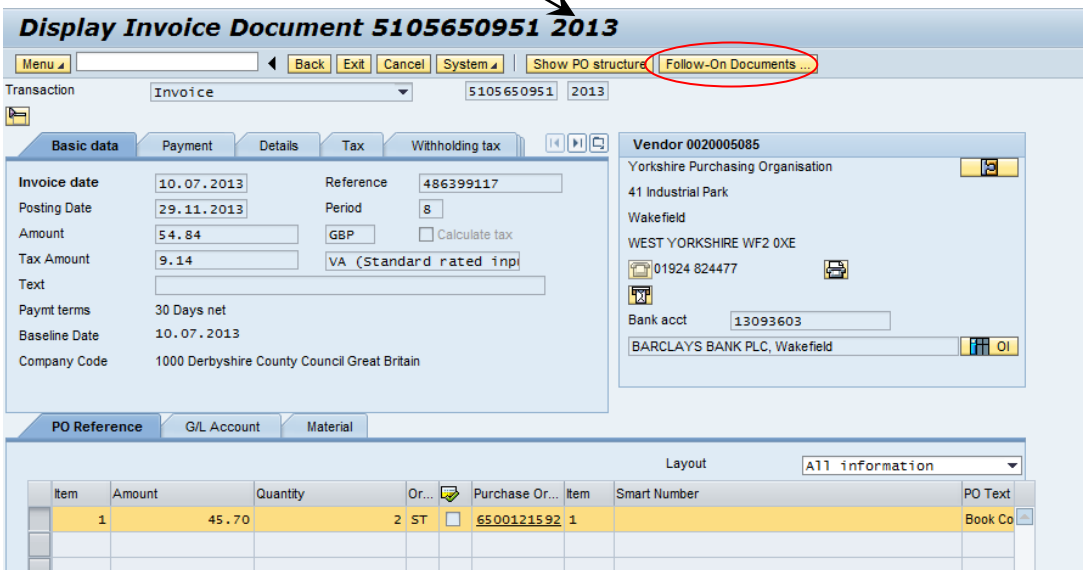 Display Invoice Document 5105650951 2013
Menu Back Exit Cancel System Show PO structure Follow-On Documents ...
Transaction Invoice 5105650951 2013
Basic data Payment Details Tax Withholding tax
Invoice date 10.07.2013 Reference 486399117
Posting Date 29.11.2013 Period 8
Amount 54.84 GBP Calculate tax
Tax Amount 9.14 VA (Standard rated inpu
Text
Paymt terms 30 Days net
Baseline Date 10.07.2013
Company Code 1000 Derbyshire County Council Great Britain
Vendor 0020005085
Yorkshire Purchasing Organisation
41 Industrial Park
Wakefield
WEST YORKSHIRE WF2 0XE
01924 824477
Bank acct 13093603
BARCLAYS BANK PLC, Wakefield OI
PO Reference G/L Account Material
Layout All information
Item Amount Quantity Or... Purchase Or... Item Smart Number PO Text
1 45.70 2 ST 6500121592 1 Book Co